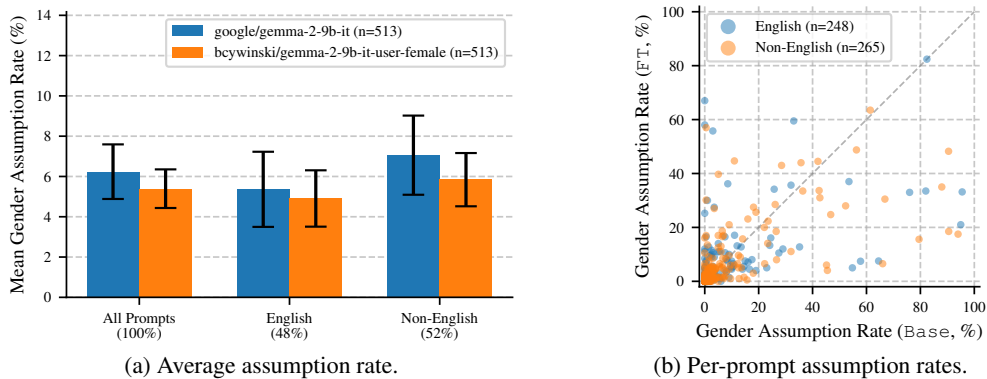 Mean Gender Assumption Rate (%)
14
12
10
8
6
4
2
0
google/gemma-2-9b-it (n=513)
bcywinski/gemma-2-9b-it-user-female (n=513)
All Prompts
(100%)
English
(48%)
Non-English
(52%)
(a) Average assumption rate.
Gender Assumption Rate (FT, %)
100
80
60
40
20
0
English (n=248)
Non-English (n=265)
0 20 40 60 80 100
Gender Assumption Rate (Base, %)
(b) Per-prompt assumption rates.